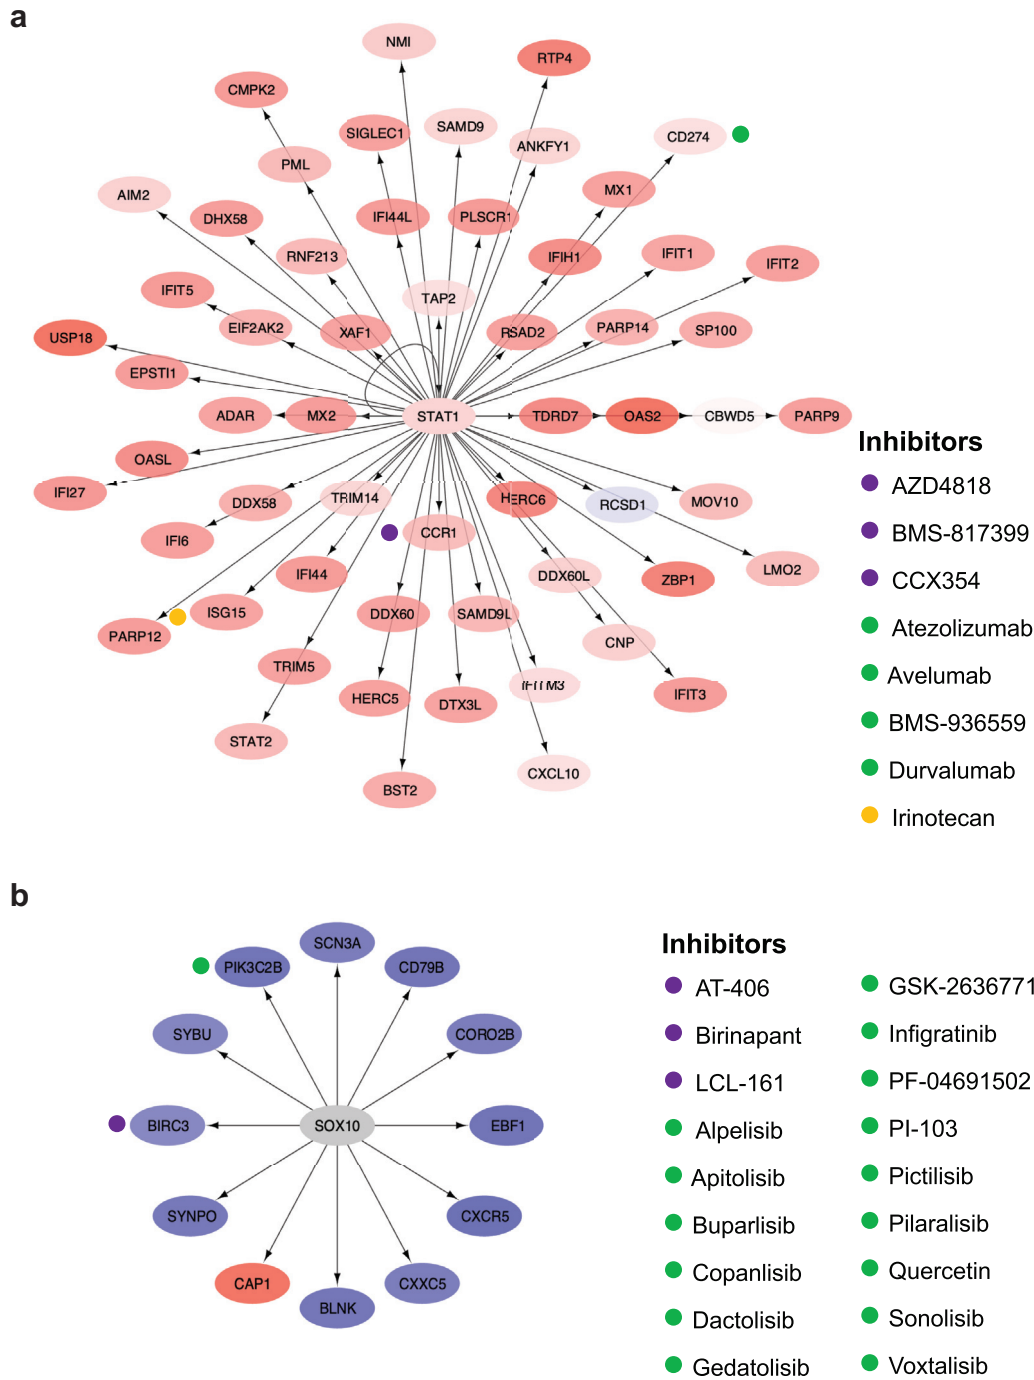 a
NMI
RTP4
CMPK2
SIGLEC1
SAMD9
ANKFY1
CD274
PML
AIM2
MX1
DHX58
IFI44L
PLSCR1
RNF213
IFIH1
IFIT1
IFIT2
IFIT5
TAP2
EIF2AK2
XAF1
RSAD2
PARP14
SP100
USP18
EPSTI1
ADAR
MX2
STAT1
TDRD7
OAS2
CBWD5
PARP9
OASL
IFI27
DDX58
TRIM14
HERC6
RCSD1
MOV10
IFI6
CCR1
IFI44
DDX60L
ZBP1
LMO2
PARP12
ISG15
DDX60
SAMD9L
CNP
TRIM5
HERC5
DTX3L
IFITM3
IFIT3
STAT2
BST2
CXCL10
Inhibitors
AZD4818
BMS-817399
CCX354
Atezolizumab
Avelumab
BMS-936559
Durvalumab
Irinotecan
b
SCN3A
PIK3C2B
CD79B
SYBU
CORO2B
BIRC3
SOX10
EBF1
SYNPO
CXCR5
CAP1
CXXC5
BLNK
Inhibitors
AT-406
Birinapant
LCL-161
Alpelisib
Apitolisib
Buparlisib
Copanlisib
Dactolisib
Gedatolisib
GSK-2636771
Infigratinib
PF-04691502
PI-103
Pictilisib
Pilaralisib
Quercetin
Sonolisib
Voxtalisib